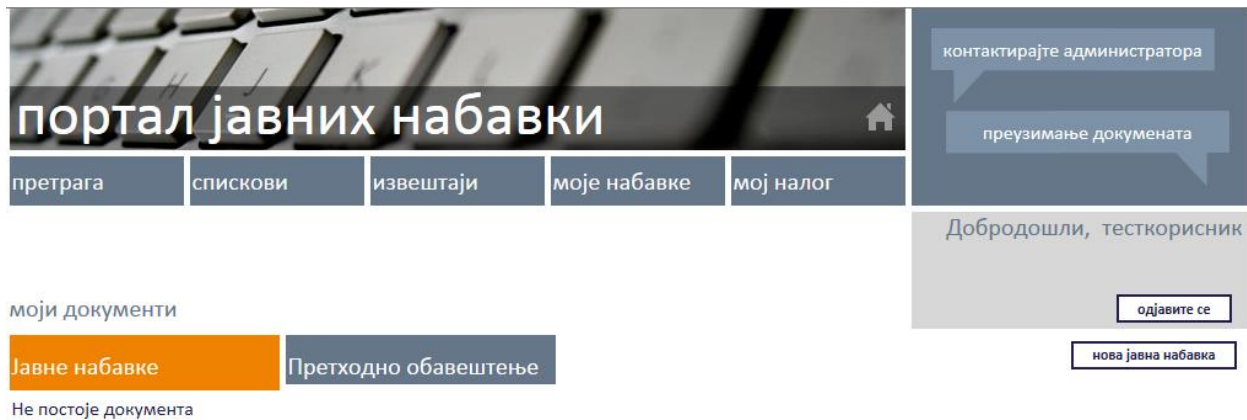 портал јавних набавки
контактирајте администратора
преузимање докумената
претрага
спискови
извештаји
моје набавке
мој налог
Добродошли, тесткорисник
одјавите се
моји документи
Јавне набавке
Претходно обавештење
нова јавна набавка
Не постоје документа